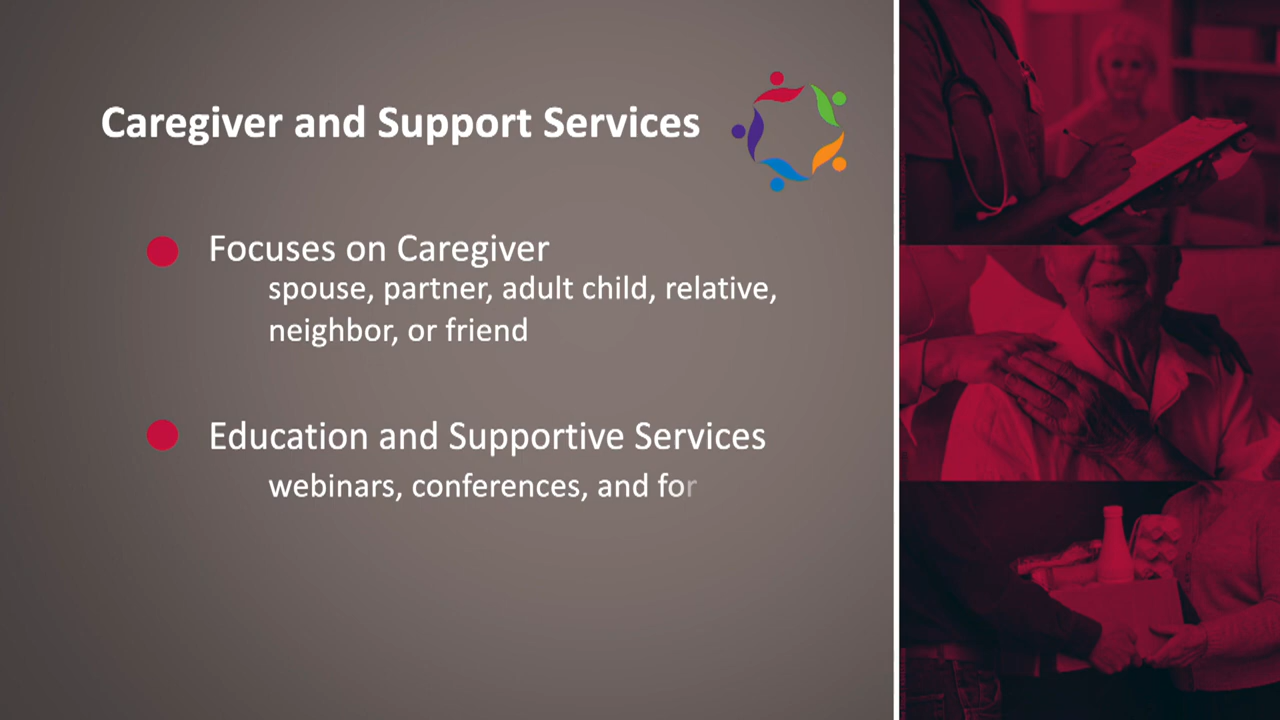 Caregiver and Support Services
Focuses on Caregiver
spouse, partner, adult child, relative,
neighbor, or friend
Education and Supportive Services
webinars, conferences, and for